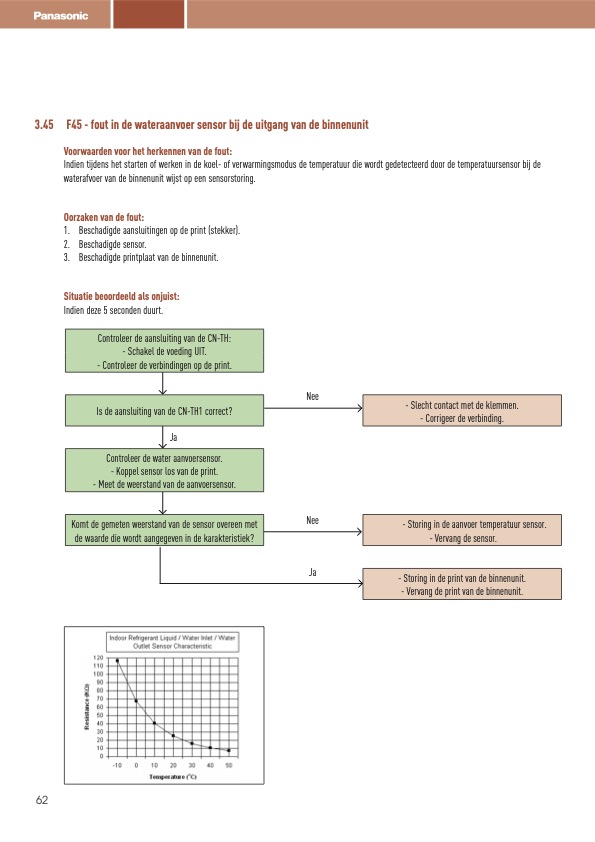 Panasonic
3.45 F45 - fout in de wateraanvoer sensor bij de uitgang van de binnenunit
Voorwaarden voor het herkennen van de fout:
Indien tijdens het starten of werken in de koel- of verwarmingsmodus de temperatuur die wordt gedetecteerd door de temperatuursensor bij de
waterafvoer van de binnenunit wijst op een sensorstoring.
Oorzaken van de fout:
1. Beschadigde aansluitingen op de print (stekker).
2. Beschadigde sensor.
3. Beschadigde printplaat van de binnenunit.
Situatie beoordeeld als onjuist:
Indien deze 5 seconden duurt.
Controleer de aansluiting van de CN-TH:
- Schakel de voeding UIT.
- Controleer de verbindingen op de print.
Is de aansluiting van de CN-TH1 correct?
Nee
- Slecht contact met de klemmen.
- Corrigeer de verbinding.
Ja
Controleer de water aanvoersensor.
- Koppel sensor los van de print.
- Meet de weerstand van de aanvoersensor.
Komt de gemeten weerstand van de sensor overeen met
de waarde die wordt aangegeven in de karakteristiek?
Nee
- Storing in de aanvoer temperatuur sensor.
- Vervang de sensor.
Ja
- Storing in de print van de binnenunit.
- Vervang de print van de binnenunit.
Indoor Refrigerant Liquid / Water Inlet / Water
Outlet Sensor Characteristic
Resistance (KΩ)
120
110
100
90
80
70
60
50
40
30
20
10
0
-10 0 10 20 30 40 50
Temperature (°C)
62